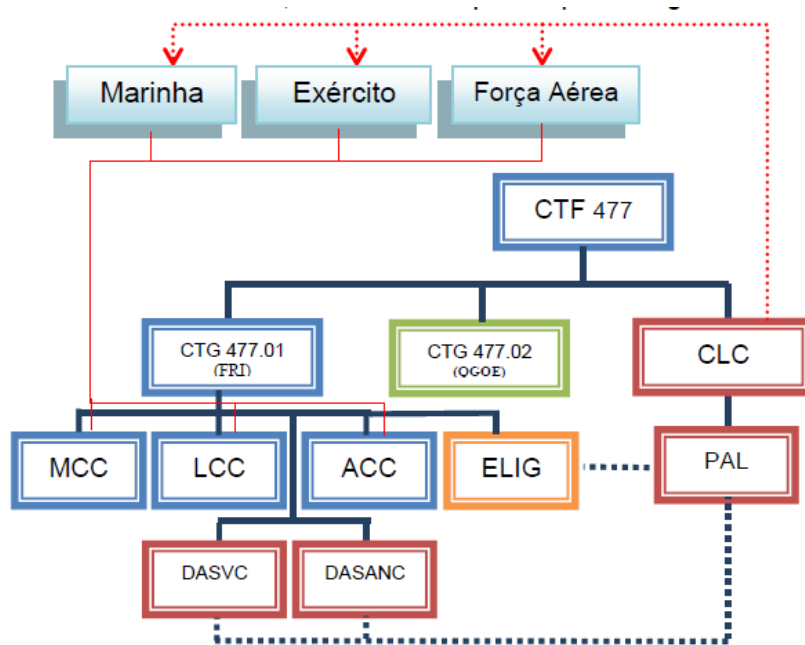 Marinha
Exército
Força Aérea
CTF 477
CTG 477.01
(FRI)
CTG 477.02
(QGOE)
CLC
MCC
LCC
ACC
ELIG
PAL
DASVC
DASANC